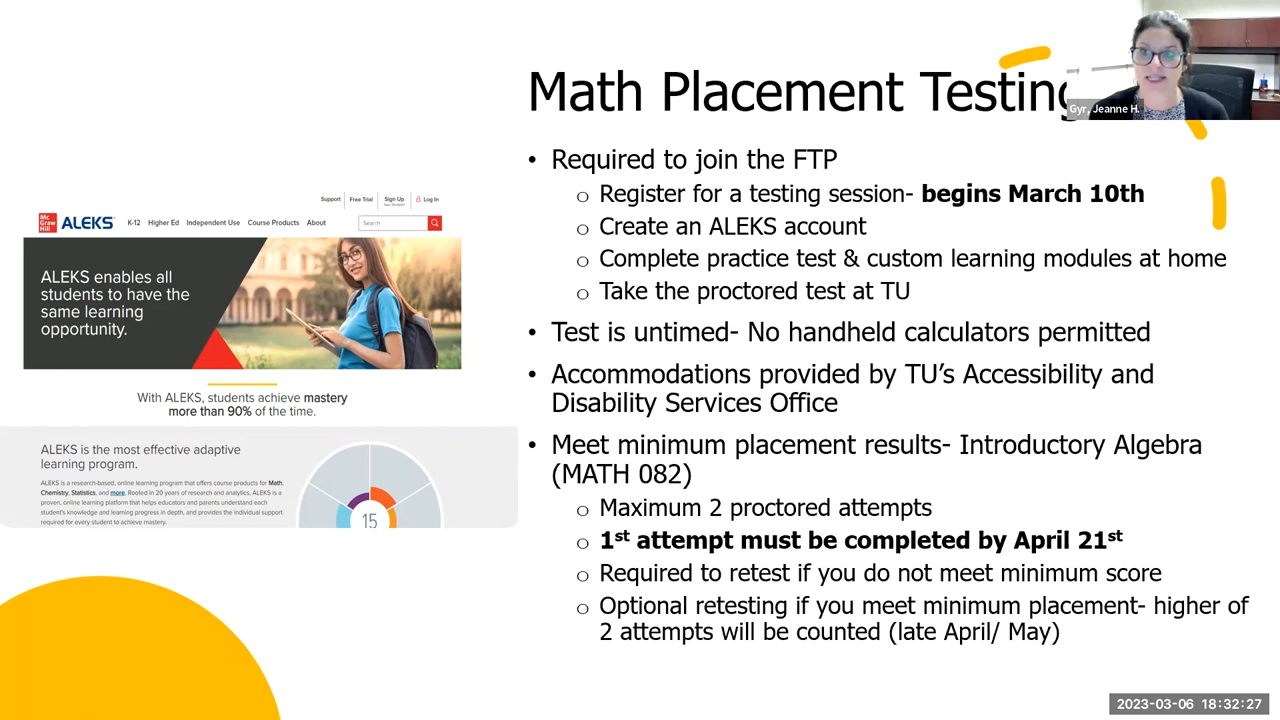 Math Placement Testing
Gyr, Jeanne H.
• Required to join the FTP
o Register for a testing session- begins March 10th
o Create an ALEKS account
o Complete practice test & custom learning modules at home
o Take the proctored test at TU
• Test is untimed- No handheld calculators permitted
• Accommodations provided by TU's Accessibility and
Disability Services Office
• Meet minimum placement results- Introductory Algebra
(MATH 082)
o Maximum 2 proctored attempts
o 1st attempt must be completed by April 21st
o Required to retest if you do not meet minimum score
o Optional retesting if you meet minimum placement- higher of
2 attempts will be counted (late April/ May)
Support Free Trial Sign Up Log In
New Student?
Mc Graw Hill ALEKS K-12 Higher Ed Independent Use Course Products About Search
ALEKS enables all
students to have the
same learning
opportunity.
With ALEKS, students achieve mastery
more than 90% of the time.
ALEKS is the most effective adaptive
learning program.
ALEKS is a research-based, online learning program that offers course products for Math,
Chemistry, Statistics, and more. Rooted in 20 years of research and analytics, ALEKS is a
proven, online learning platform that helps educators and parents understand each
student's knowledge and learning progress in depth, and provides the individual support
required for every student to achieve mastery.
15
2023-03-06 18:32:27